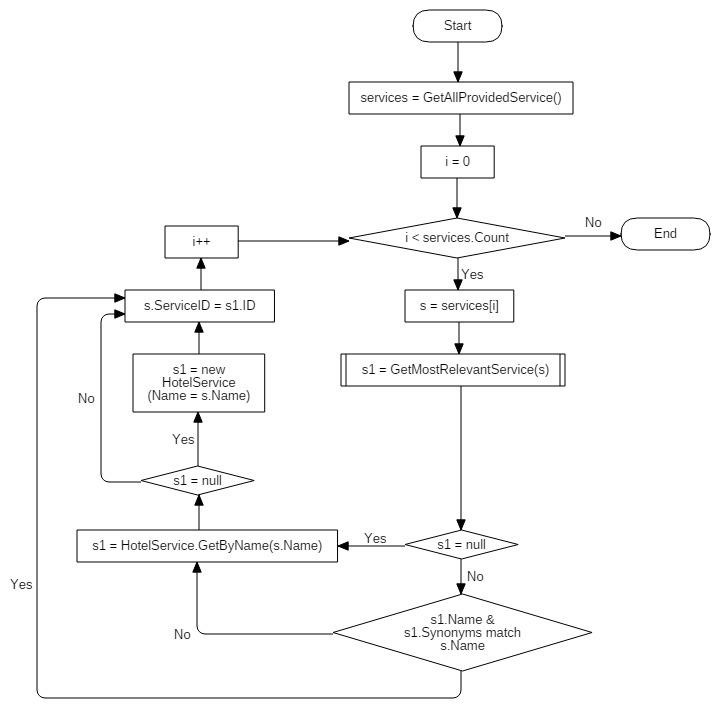 Start
services = GetAllProvidedService()
i = 0
i++
i < services.Count
No
End
Yes
s.ServiceID = s1.ID
s = services[i]
s1 = new
HotelService
(Name = s.Name)
s1 = GetMostRelevantService(s)
No
Yes
s1 = null
s1 = HotelService.GetByName(s.Name)
Yes
s1 = null
No
Yes
No
s1.Name &
s1.Synonyms match
s.Name